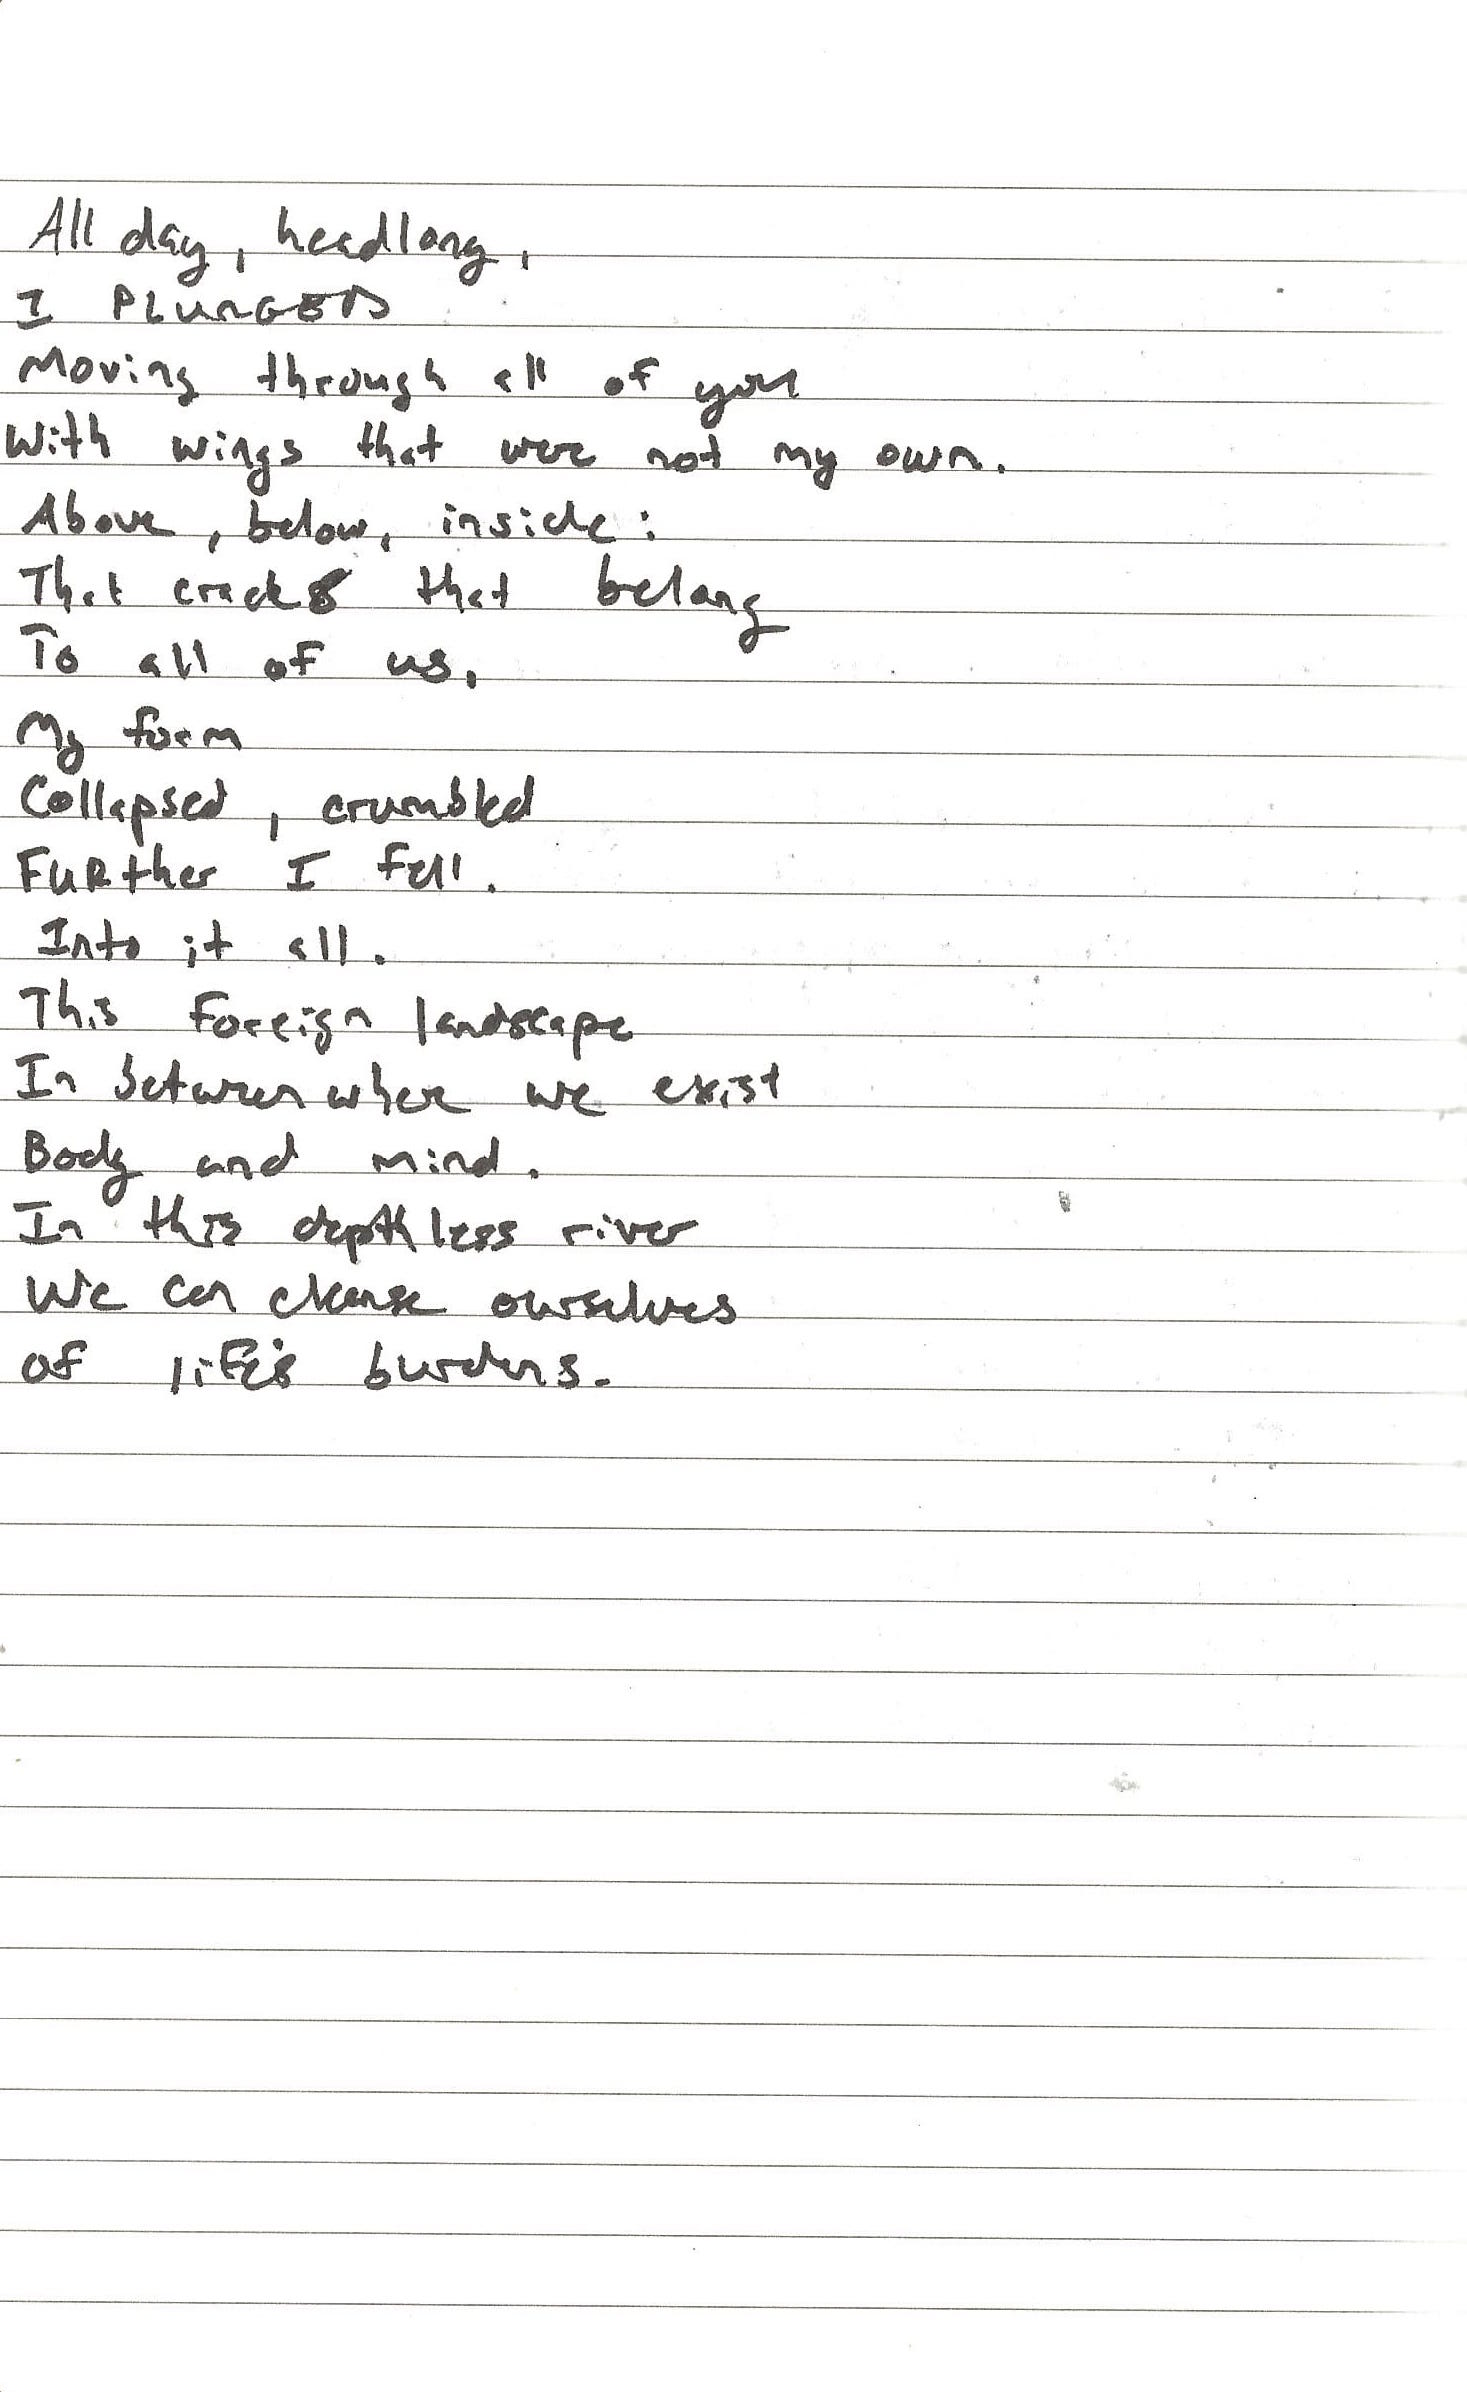 All day, headlong,
I PLUNGED
Moving through all of you
With wings that were not my own.
Above, below, inside:
That cracks that belong
To all of us,
My form
Collapsed, crumbled
FuRther I fell.
Into it all.
This foreign landscape
In between where we exist
Body and mind.
In this depthless river
We can cleanse ourselves
of life's burdens.